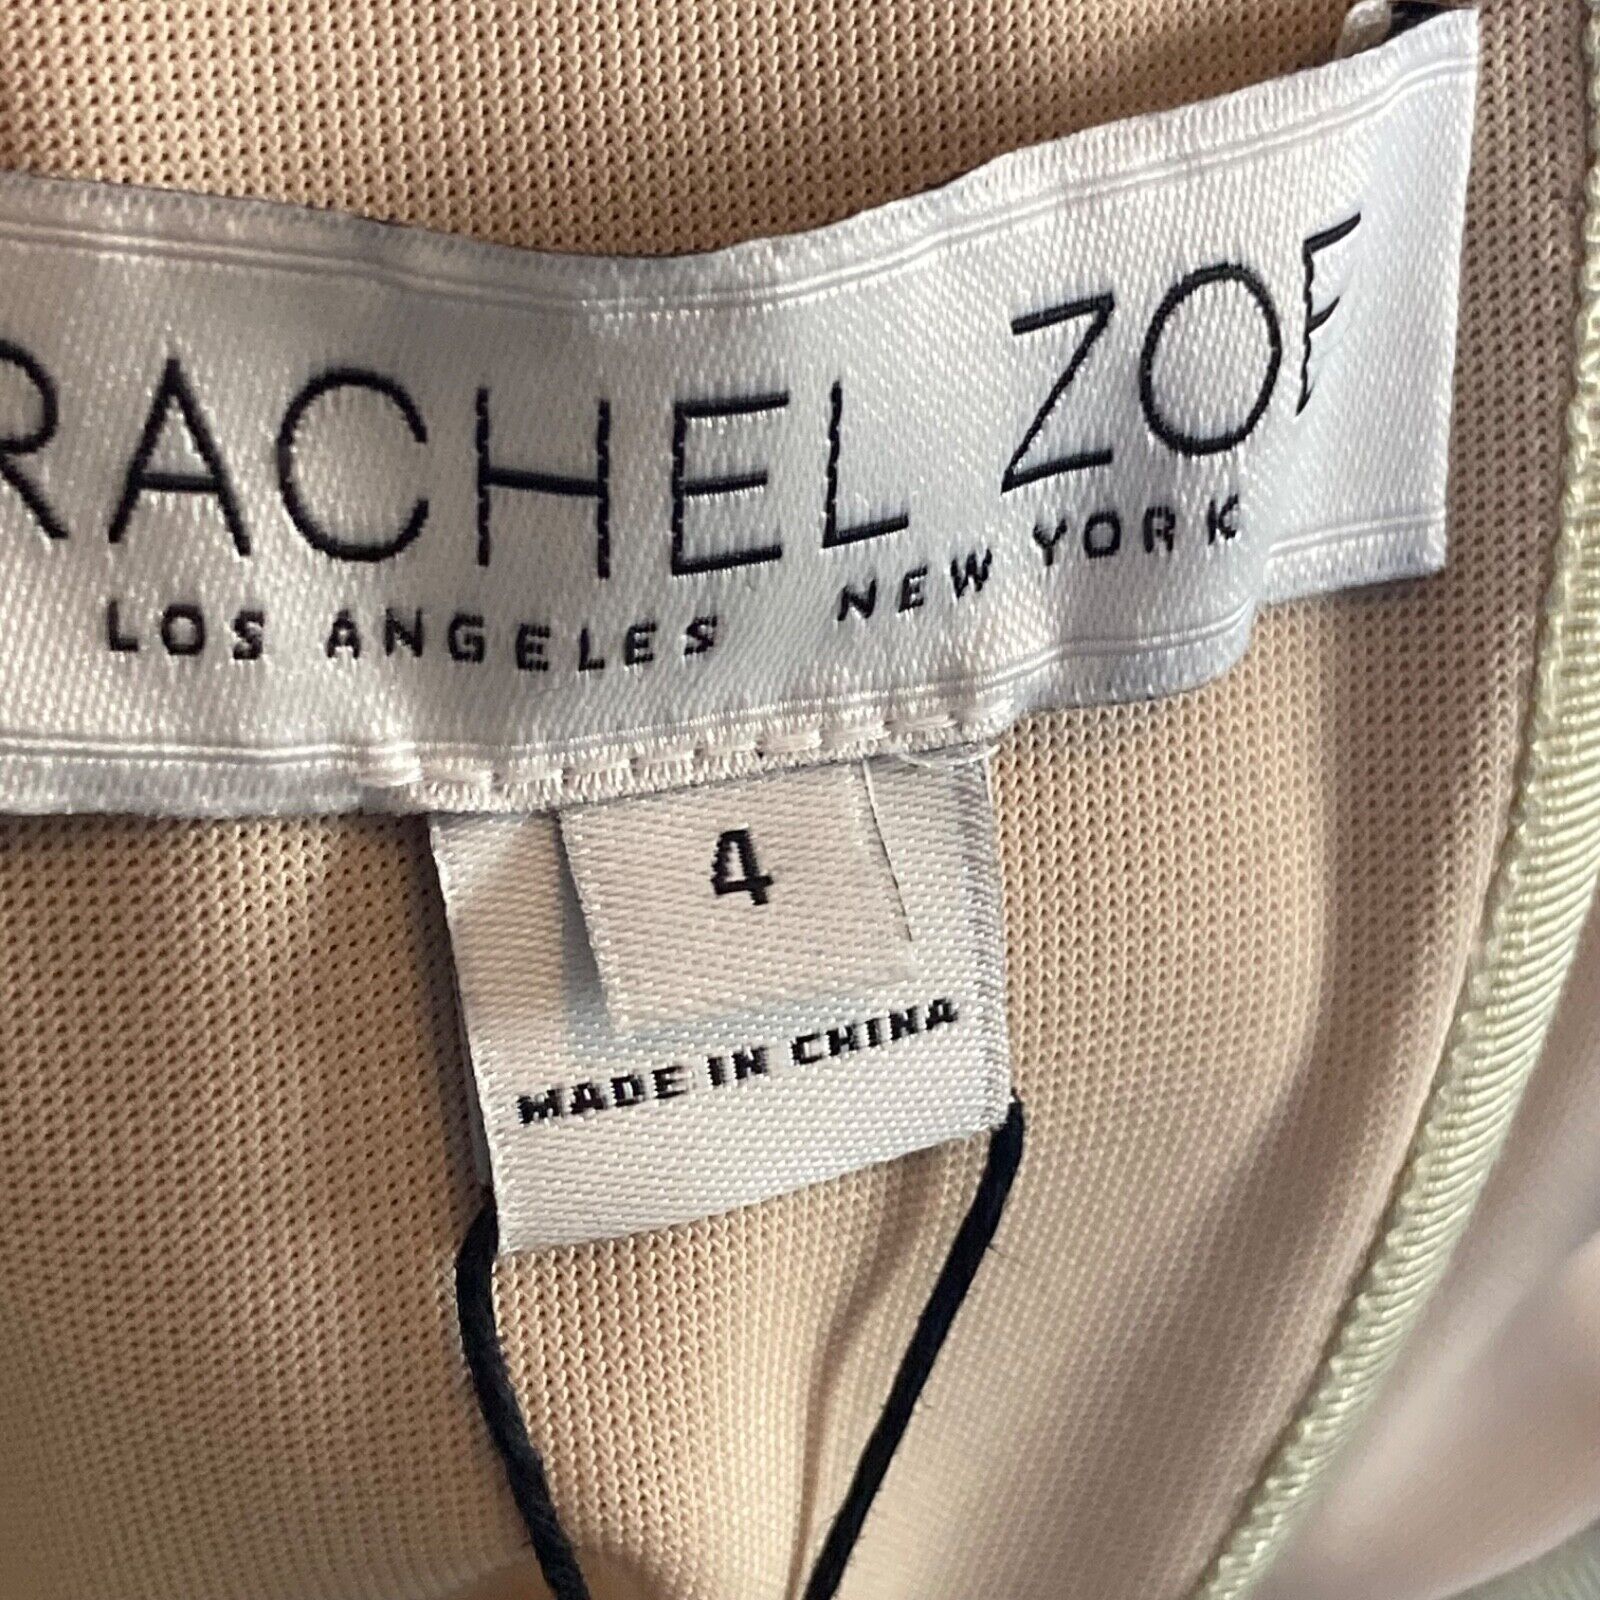 RACHEL ZOE
LOS ANGELES NEW YORK
4
MADE IN CHINA